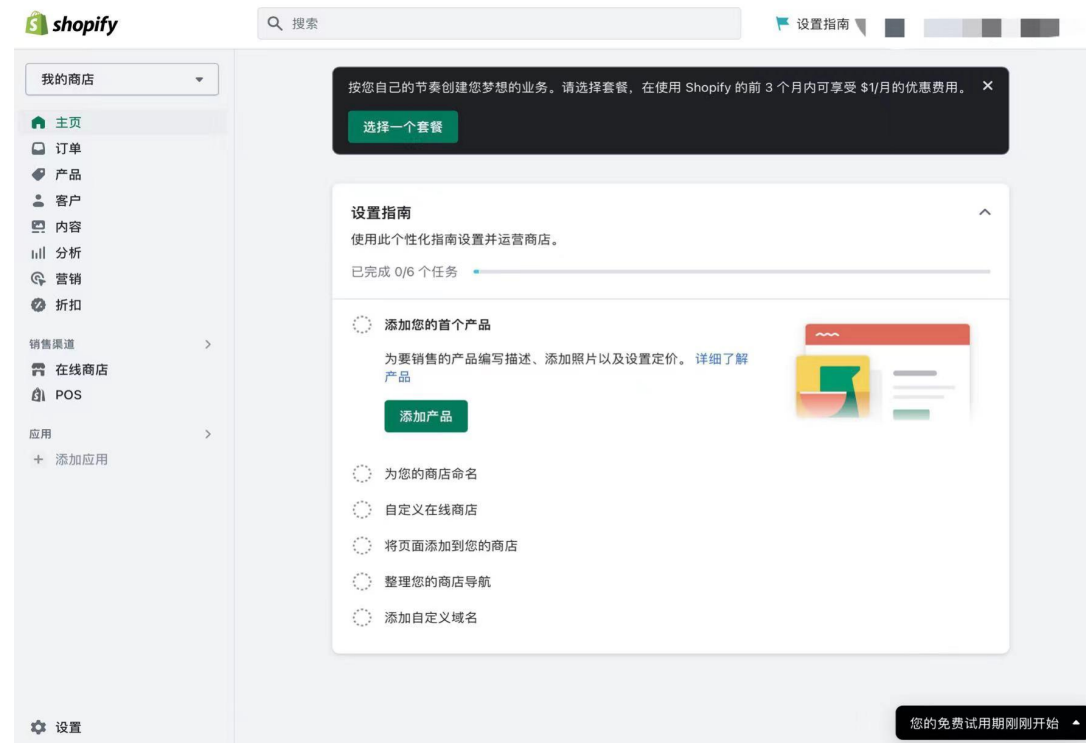 shopify
搜索
设置指南
我的商店
主页
订单
产品
客户
内容
分析
营销
折扣
销售渠道
在线商店
POS
应用
添加应用
设置
按您自己的节奏创建您梦想的业务。请选择套餐，在使用 Shopify 的前 3 个月内可享受 $1/月的优惠费用。
选择一个套餐
设置指南
使用此个性化指南设置并运营商店。
已完成 0/6 个任务
添加您的首个产品
为要销售的产品编写描述、添加照片以及设置定价。 详细了解
产品
添加产品
为您的商店命名
自定义在线商店
将页面添加到您的商店
整理您的商店导航
添加自定义域名
您的免费试用期刚刚开始